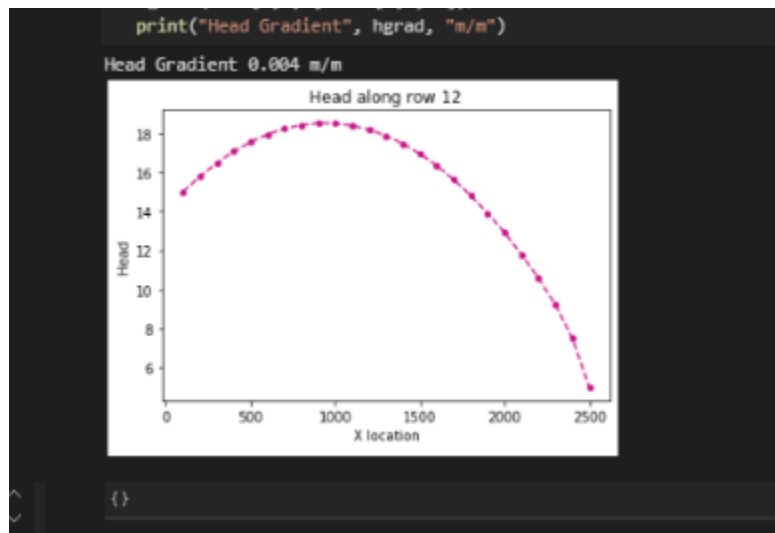 print("Head Gradient", hgrad, "m/m")
Head Gradient 0.004 m/m
Head along row 12
18
16
14
12
10
8
6
Head
0 500 1000 1500 2000 2500
X location
{}